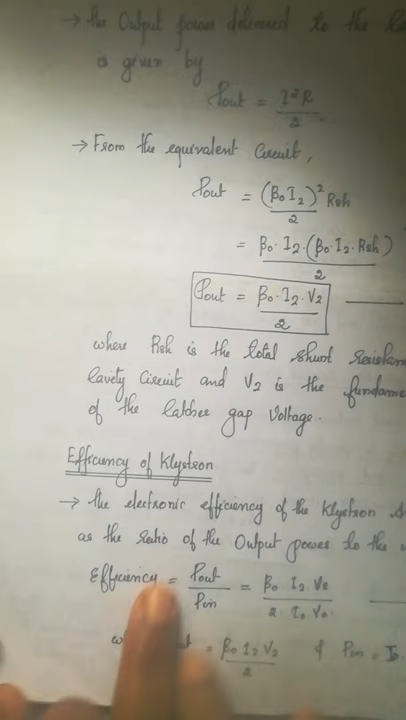 → the Output power delivered to the
is given by
Pout = I²R / 2
→ From the equivalent Circuit,
Pout = (β₀I₂)² Rsh / 2
= β₀·I₂·(β₀·I₂·Rsh) / 2
Pout = β₀·I₂·V₂ / 2
where Rsh is the total shunt
Cavity Circuit and V₂ is the
of the Catcher gap Voltage.
Efficiency of Klystron
→ the electronic efficiency of the Klystron
as the ratio of the Output power to the
Efficiency = Pout / Pin = β₀ I₂ V₂ / 2 I₀ V₀
= β₀ I₂ V₂ / 2 & Pin =